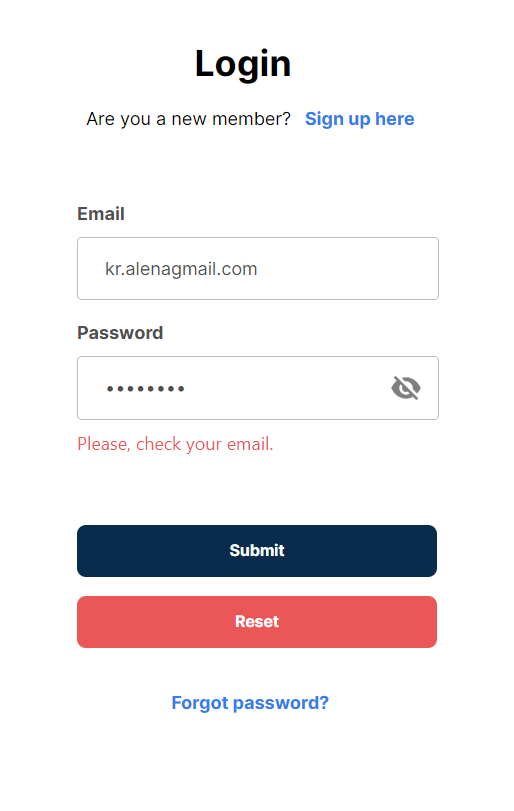 Login
Are you a new member? Sign up here
Email
kr.alenagmail.com
Password
••••••••
Please, check your email.
Submit
Reset
Forgot password?